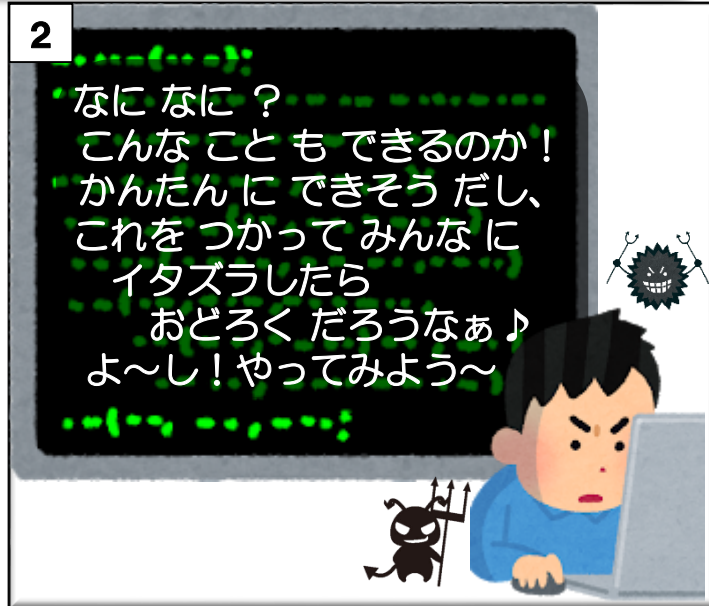 2
なに なに ？
こんな こと も できるのか！
かんたん に できそう だし、
これを つかって みんな に
イタズラしたら
おどろく だろうなぁ♪
よ～し！やってみよう～